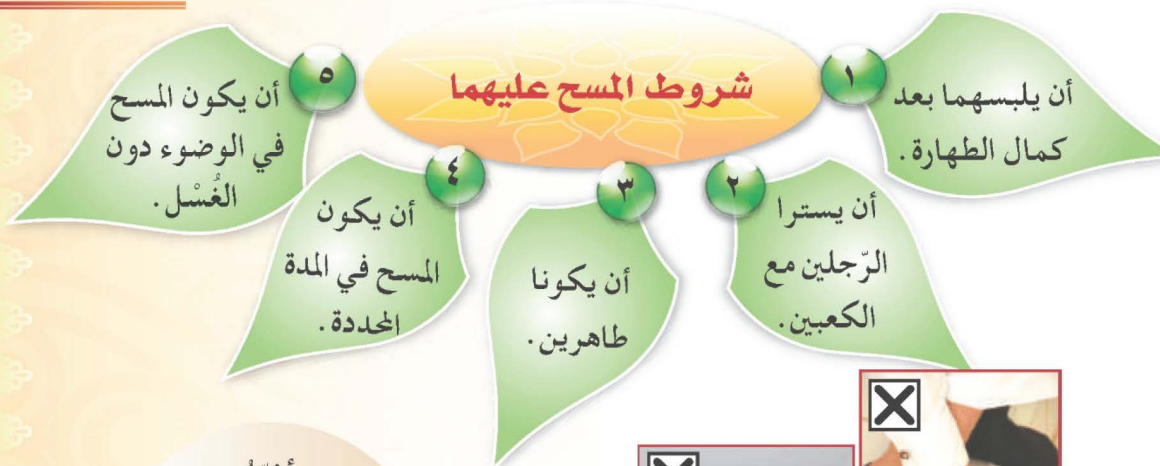 شروط المسح عليهما
١
أن يلبسهما بعد
كمال الطهارة.
٢
أن يسترا
الرّجلين مع
الكعبين.
٣
أن يكونا
طاهرين.
٤
أن يكون
المسح في المدة
المحددة.
٥
أن يكون المسح
في الوضوء دون
الغُسْل.